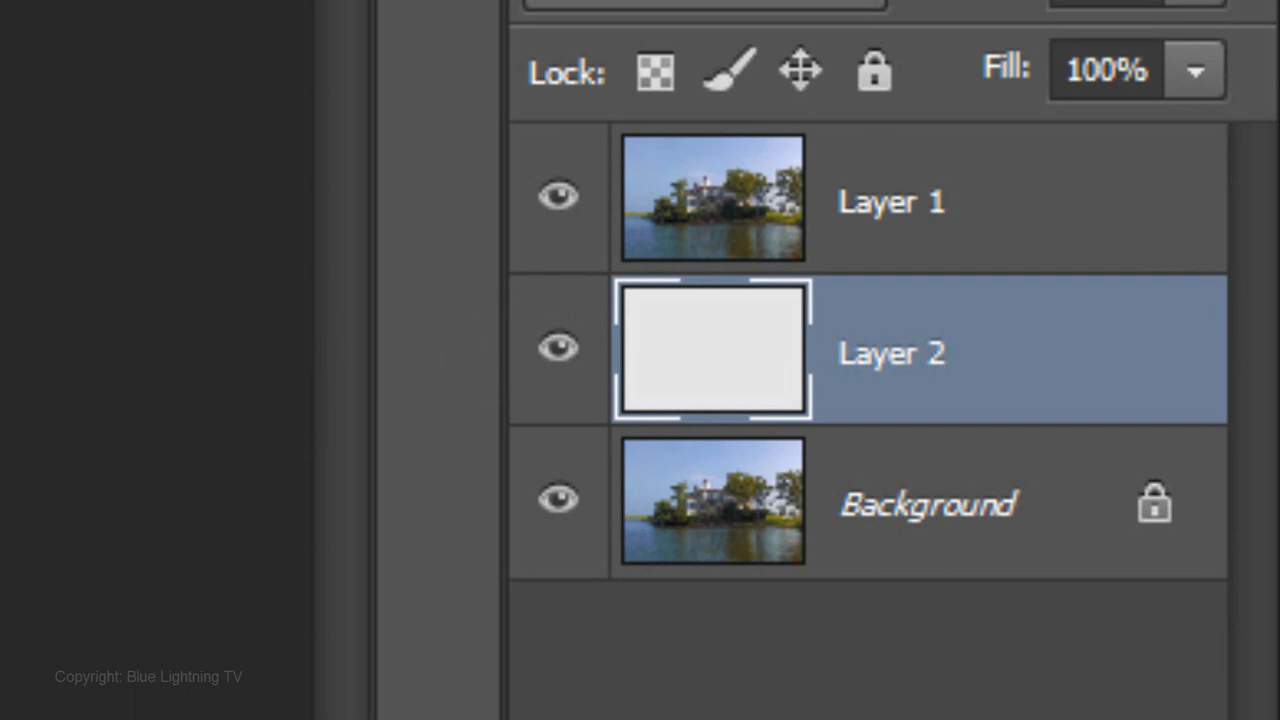 Lock: Fill: 100%
Layer 1
Layer 2
Background
Copyright: Blue Lightning TV